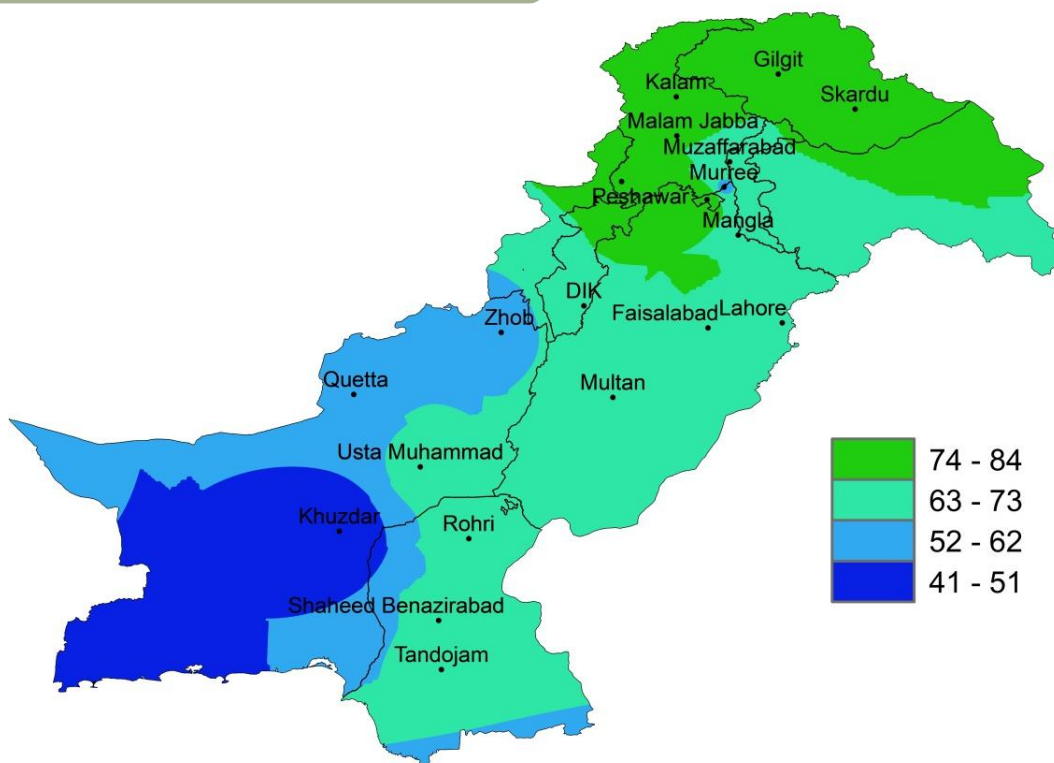 Gilgit
Kalam
Skardu
Malam Jabba
Muzaffarabad
Murree
Peshawar
Mangla
DIK
Faisalabad
Lahore
Zhob
Quetta
Multan
Usta Muhammad
Khuzdar
Rohri
Shaheed Benazirabad
Tandojam
74 - 84
63 - 73
52 - 62
41 - 51